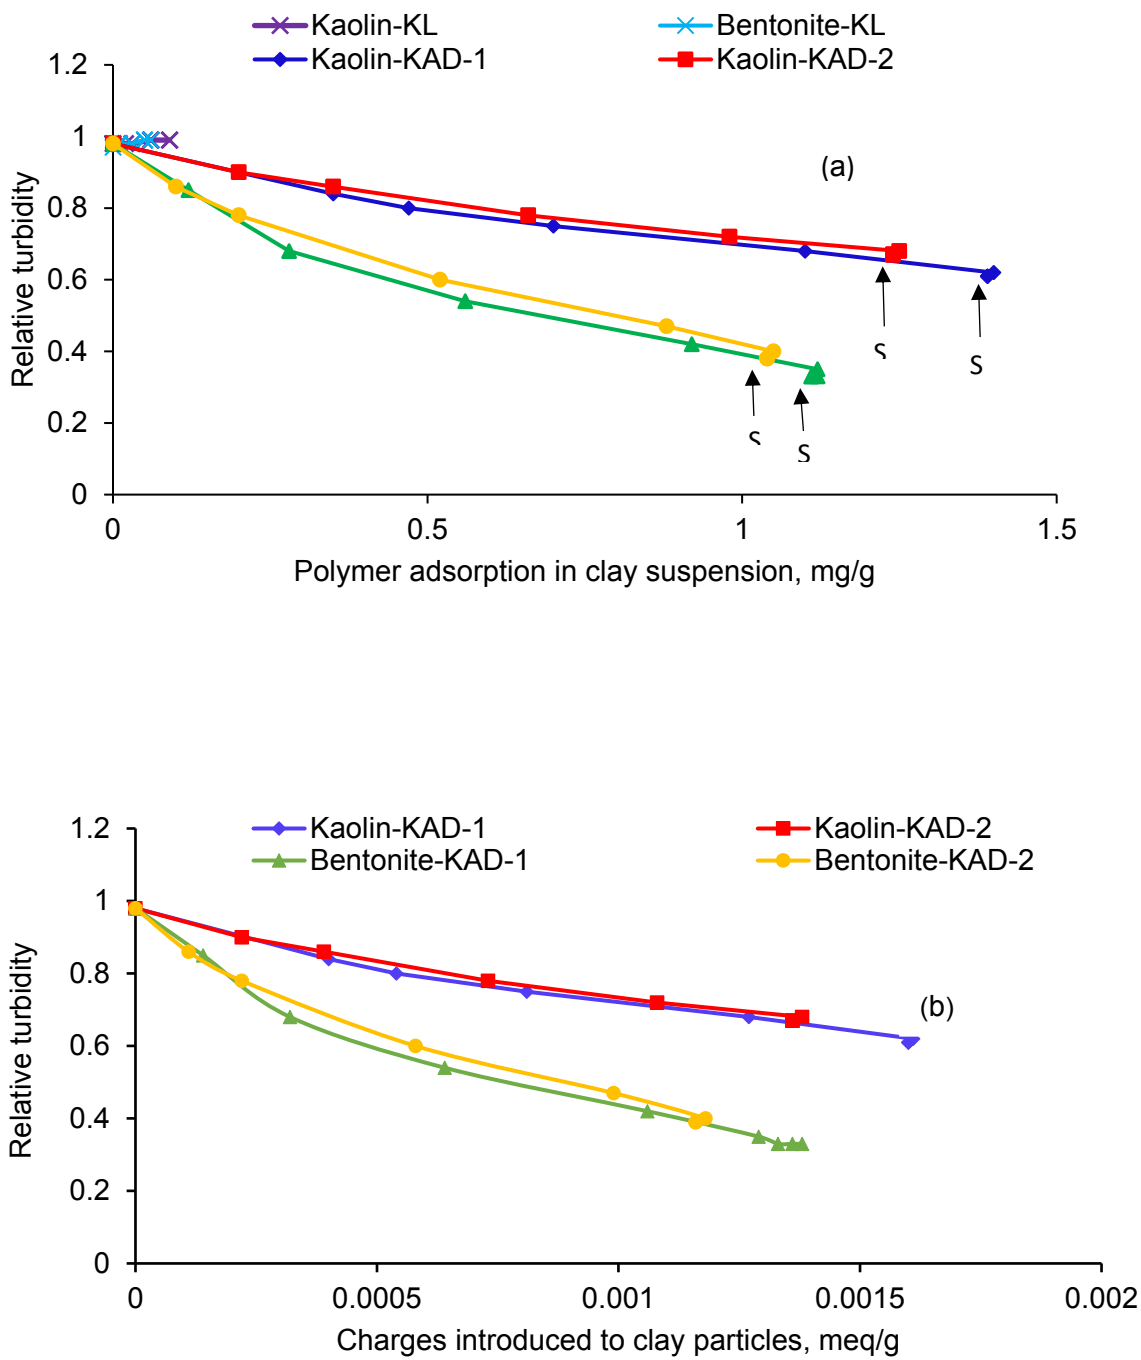 Kaolin-KL Bentonite-KL
Kaolin-KAD-1 Kaolin-KAD-2
1.2
1
0.8
0.6
0.4
0.2
0
Relative turbidity
(a)
S
S
S
S
0 0.5 1 1.5
Polymer adsorption in clay suspension, mg/g
Kaolin-KAD-1 Kaolin-KAD-2
Bentonite-KAD-1 Bentonite-KAD-2
1.2
1
0.8
0.6
0.4
0.2
0
Relative turbidity
(b)
0 0.0005 0.001 0.0015 0.002
Charges introduced to clay particles, meq/g